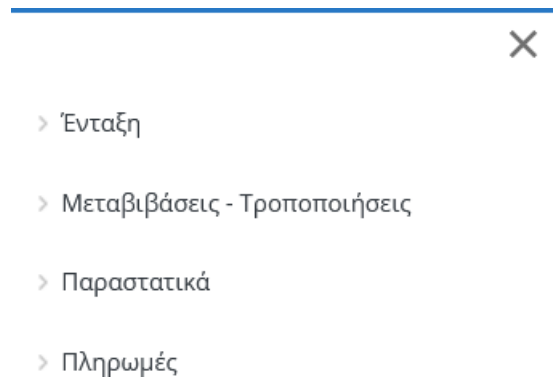 Ένταξη
Μεταβιβάσεις - Τροποποιήσεις
Παραστατικά
Πληρωμές